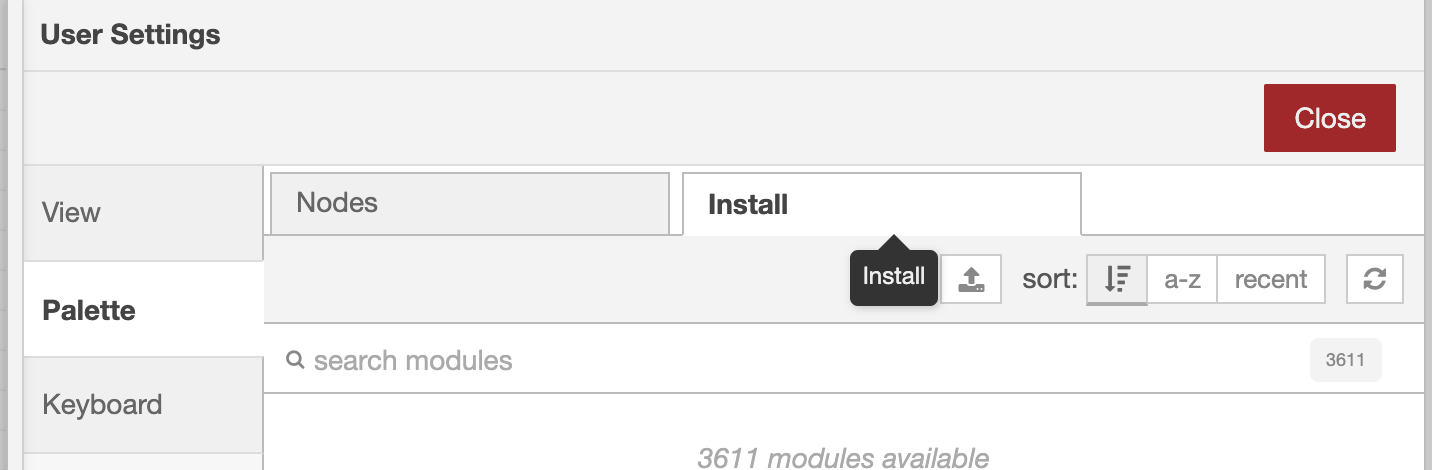 User Settings
Close
View
Nodes
Install
Install
sort:
a-z
recent
Palette
search modules
3611
Keyboard
3611 modules available